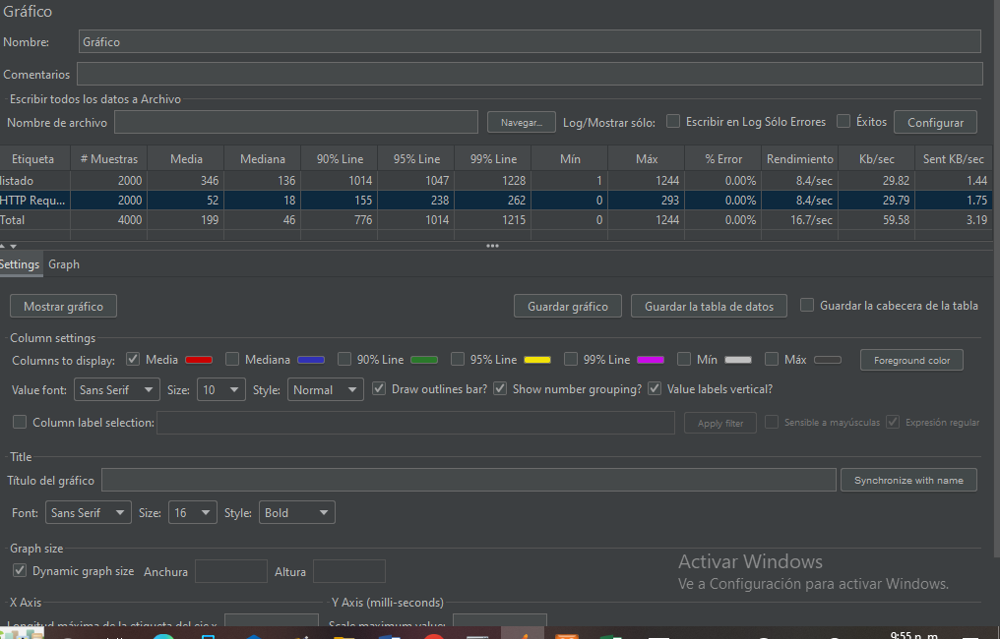 Gráfico
Nombre: Gráfico
Comentarios
Escribir todos los datos a Archivo
Nombre de archivo Navegar... Log/Mostrar sólo: Escribir en Log Sólo Errores Éxitos Configurar
Etiqueta # Muestras Media Mediana 90% Line 95% Line 99% Line Mín Máx % Error Rendimiento Kb/sec Sent KB/sec
listado 2000 346 136 1014 1047 1228 1 1244 0.00% 8.4/sec 29.82 1.44
HTTP Requ... 2000 52 18 155 238 262 0 293 0.00% 8.4/sec 29.79 1.75
Total 4000 199 46 776 1014 1215 0 1244 0.00% 16.7/sec 59.58 3.19
Settings Graph
Mostrar gráfico Guardar gráfico Guardar la tabla de datos Guardar la cabecera de la tabla
Column settings
Columns to display: Media Mediana 90% Line 95% Line 99% Line Mín Máx Foreground color
Value font: Sans Serif Size: 10 Style: Normal Draw outlines bar? Show number grouping? Value labels vertical?
Column label selection: Apply filter Sensible a mayúsculas Expresión regular
Title
Título del gráfico Synchronize with name
Font: Sans Serif Size: 16 Style: Bold
Graph size
Dynamic graph size Anchura Altura
Activar Windows
Ve a Configuración para activar Windows.
X Axis Y Axis (milli-seconds)
Longitud máxima de la etiqueta del eje x Scale maximum value:
9:55 p. m.